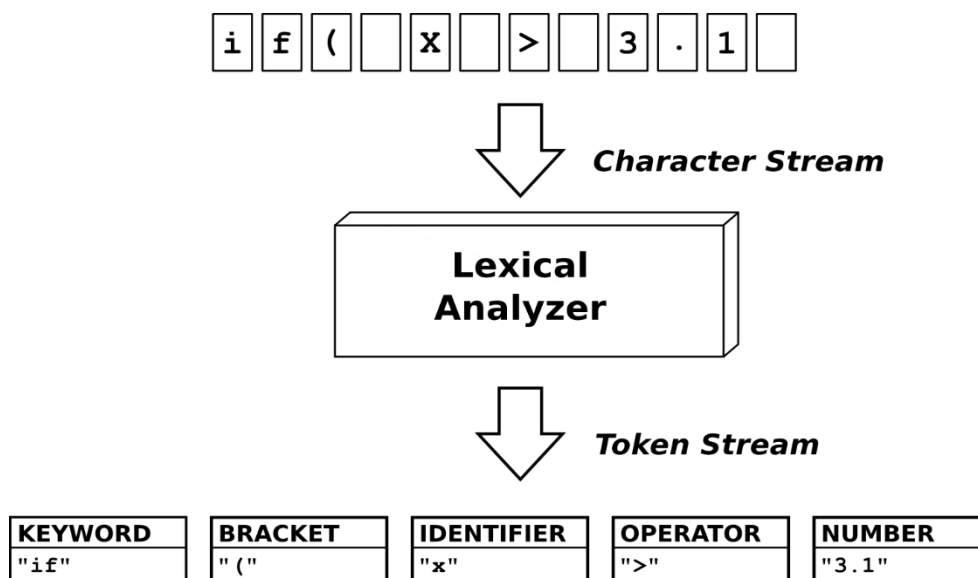 i f ( X > 3 . 1
Character Stream
Lexical
Analyzer
Token Stream
KEYWORD BRACKET IDENTIFIER OPERATOR NUMBER
"if" "(" "x" ">" "3.1"